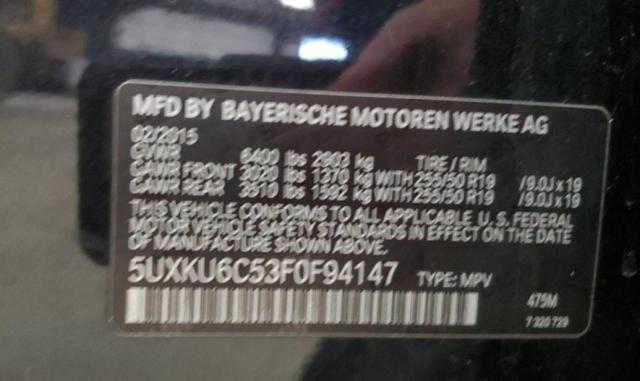 MFD BY BAYERISCHE MOTOREN WERKE AG
02/2015
GVWR 6400 lbs 2903 kg TIRE / RIM
GAWR FRONT 3020 lbs 1370 kg WITH 255/50 R19 /9.0J x 19
GAWR REAR 3510 lbs 1592 kg WITH 255/50 R19 /9.0J x 19
THIS VEHICLE CONFORMS TO ALL APPLICABLE U.S. FEDERAL
MOTOR VEHICLE SAFETY STANDARDS IN EFFECT ON THE DATE
OF MANUFACTURE SHOWN ABOVE.
5UXKU6C53F0F94147 TYPE: MPV
475M
7 320 729